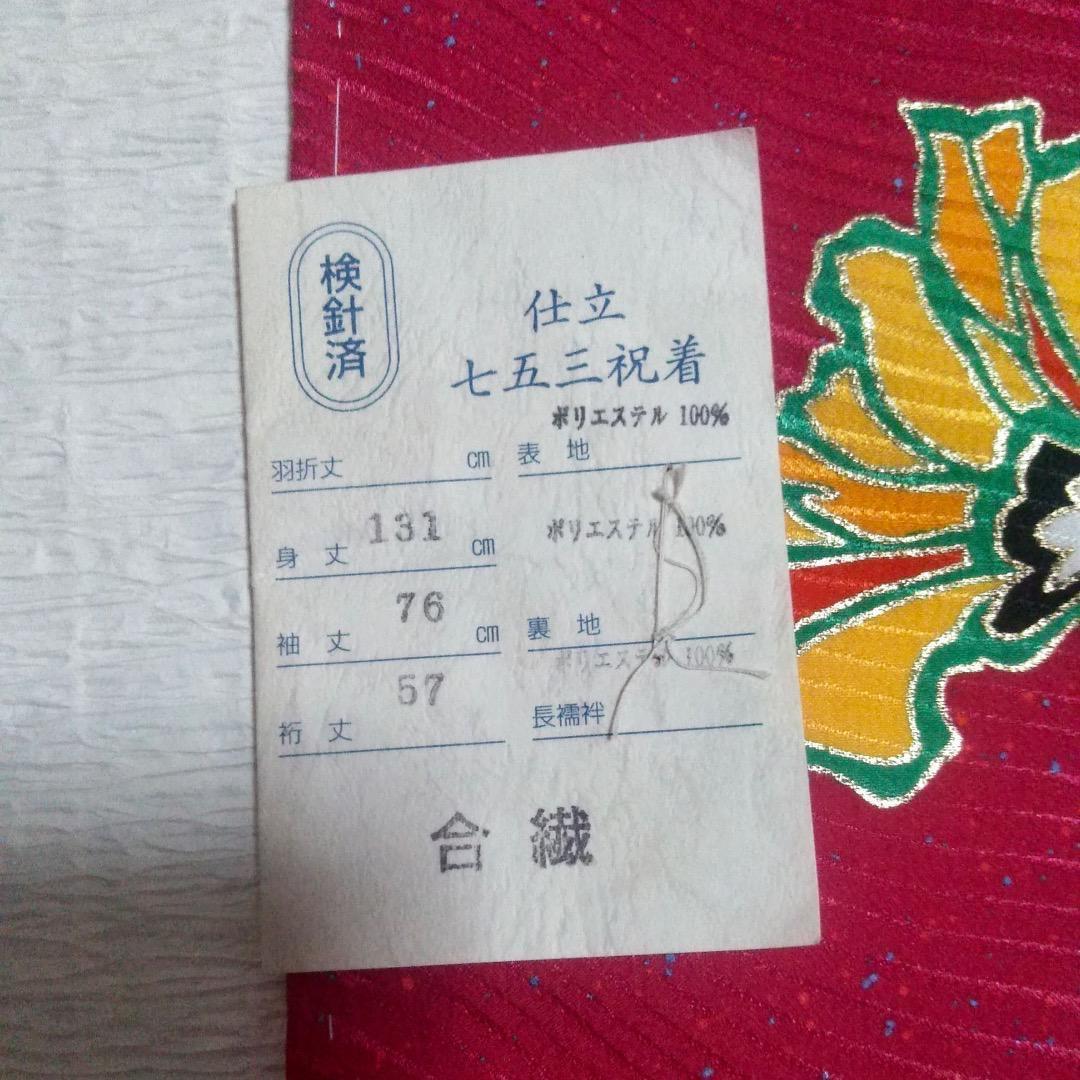 検針済
仕立
七五三祝着
羽折丈 cm
131
身丈 cm
76
袖丈 cm
57
裄丈
ポリエステル 100%
表地
ポリエステル 100%
裏地
ポリエステル 100%
長襦袢
合繊